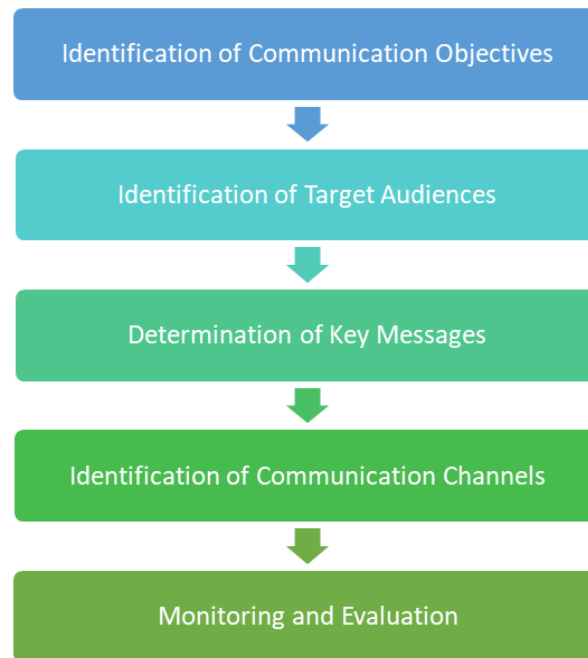 Identification of Communication Objectives
Identification of Target Audiences
Determination of Key Messages
Identification of Communication Channels
Monitoring and Evaluation